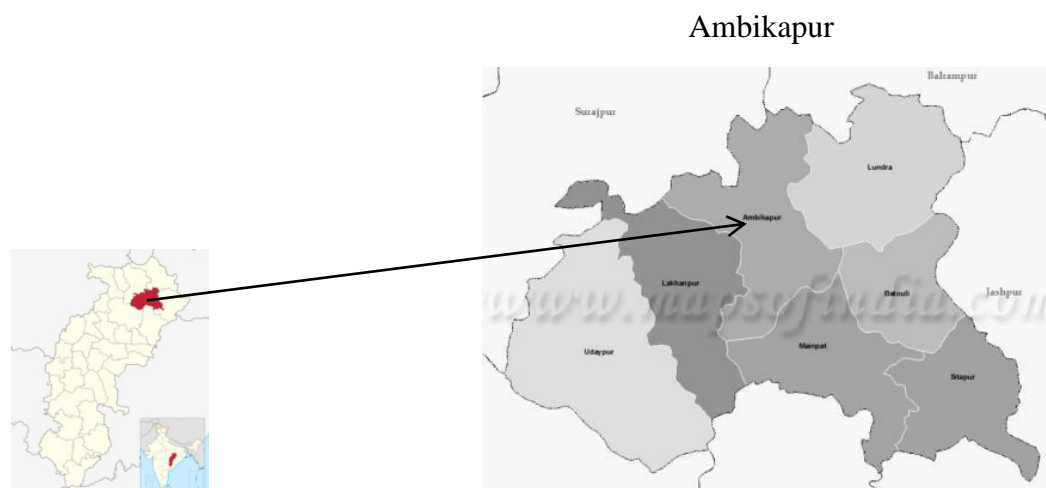 Ambikapur
Balrampur
Surajpur
Lundra
Ambikapur
Lakhanpur
Batouli
Jashpur
www.mapsofindia.com
Mainpat
Udaypur
Sitapur